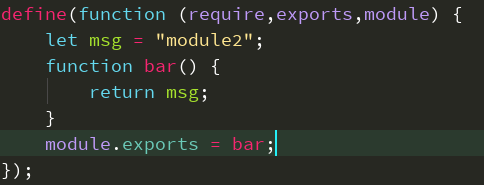 define(function (require,exports,module) {
    let msg = "module2";
    function bar() {
        return msg;
    }
    module.exports = bar;
});